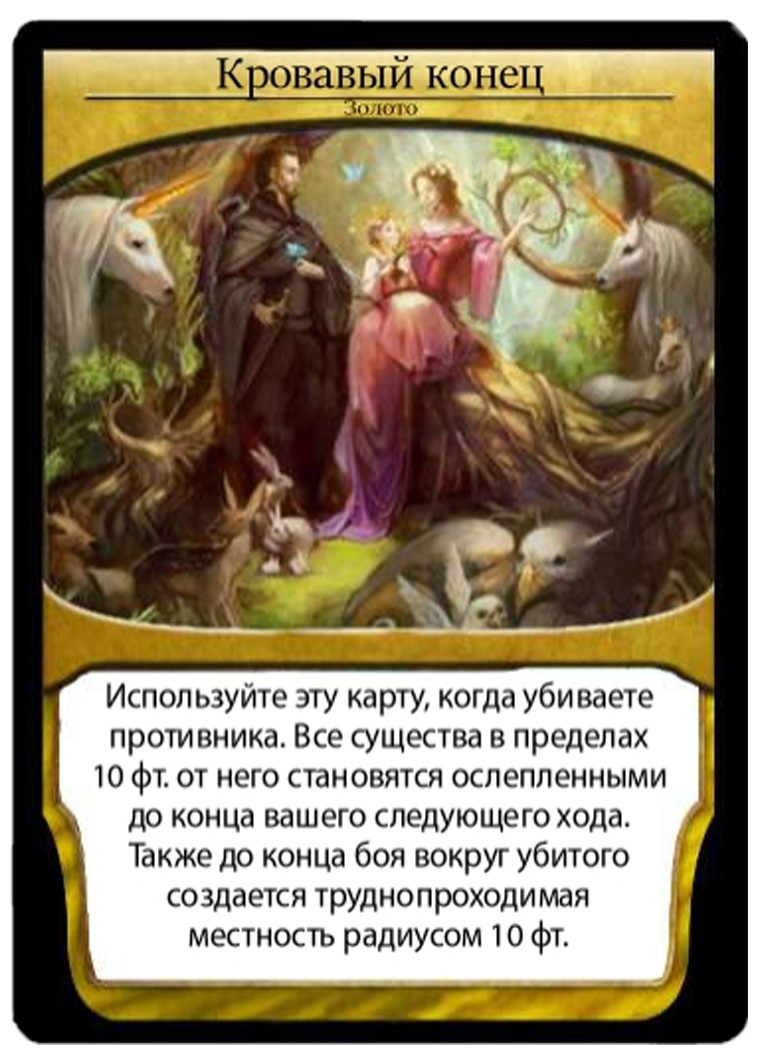 Кровавый конец
Золото
Используйте эту карту, когда убиваете
противника. Все существа в пределах
10 фт. от него становятся ослепленными
до конца вашего следующего хода.
Также до конца боя вокруг убитого
создается труднопроходимая
местность радиусом 10 фт.